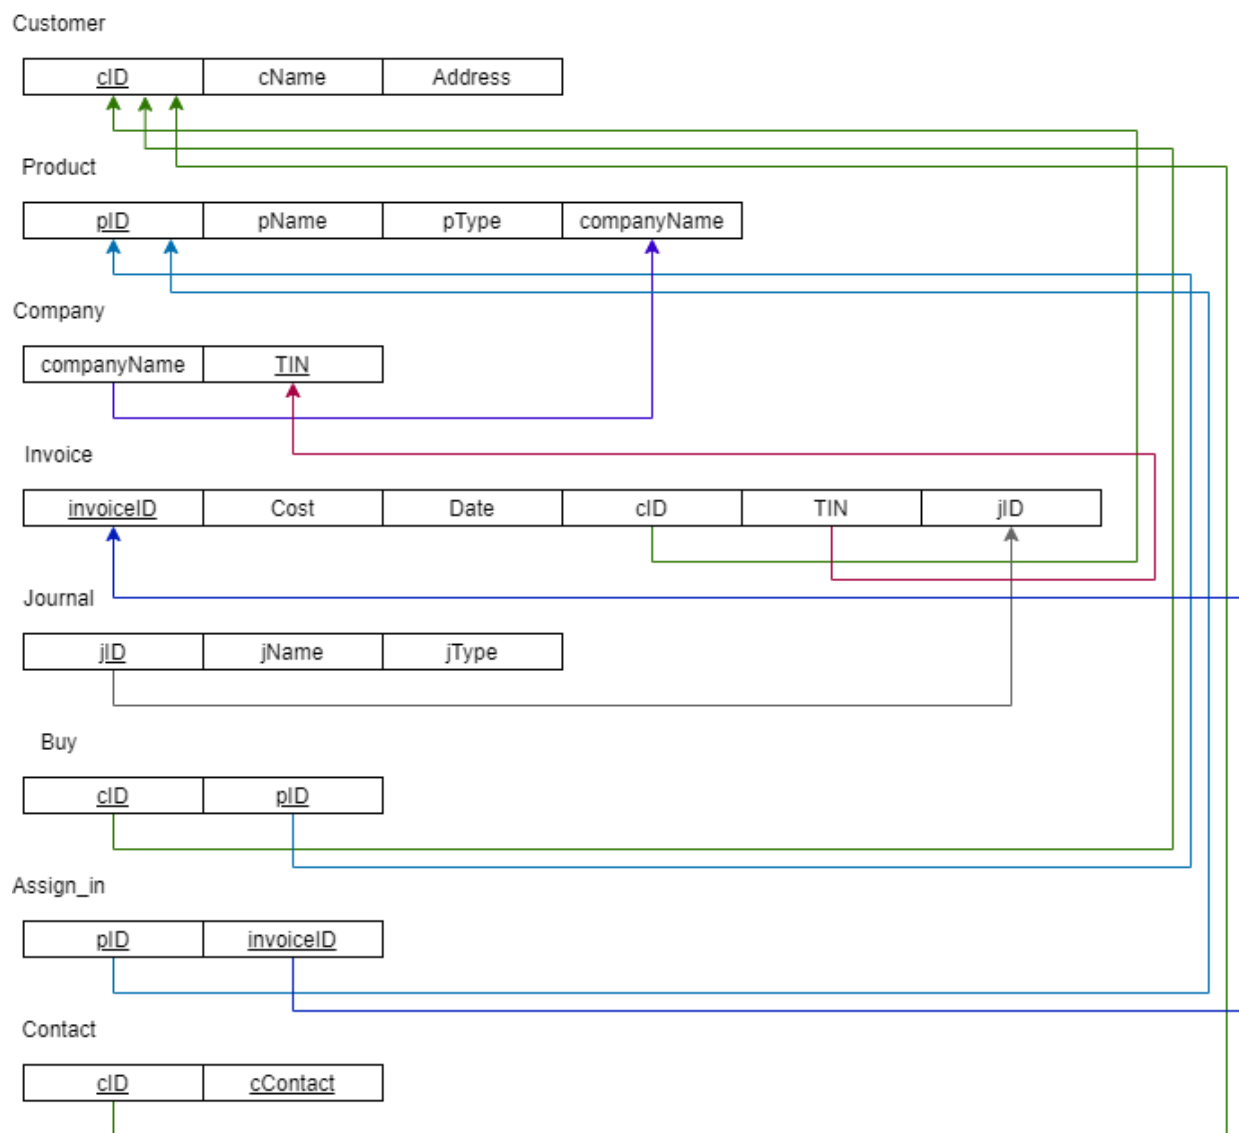 Customer
cID cName Address
Product
pID pName pType companyName
Company
companyName TIN
Invoice
invoiceID Cost Date cID TIN jID
Journal
jID jName jType
Buy
cID pID
Assign_in
pID invoiceID
Contact
cID cContact